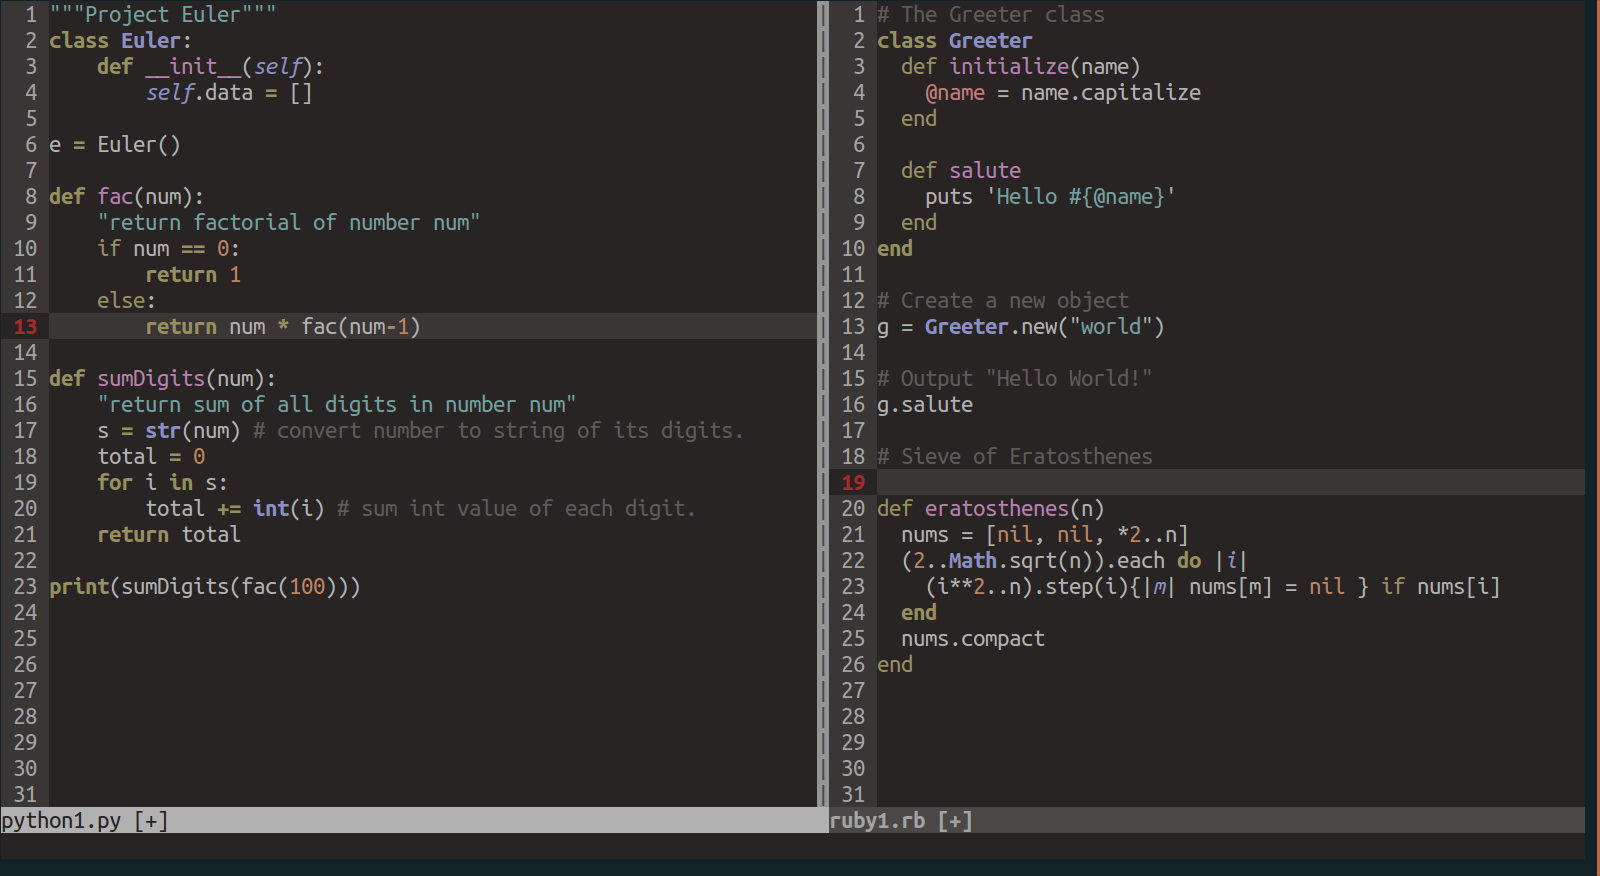 1 """Project Euler"""
2 class Euler:
3     def __init__(self):
4         self.data = []
5
6 e = Euler()
7
8 def fac(num):
9     "return factorial of number num"
10     if num == 0:
11         return 1
12     else:
13         return num * fac(num-1)
14
15 def sumDigits(num):
16     "return sum of all digits in number num"
17     s = str(num) # convert number to string of its digits.
18     total = 0
19     for i in s:
20         total += int(i) # sum int value of each digit.
21     return total
22
23 print(sumDigits(fac(100)))
24
25
26
27
28
29
30
31
python1.py [+]
1 # The Greeter class
2 class Greeter
3   def initialize(name)
4     @name = name.capitalize
5   end
6
7   def salute
8     puts 'Hello #{@name}'
9   end
10 end
11
12 # Create a new object
13 g = Greeter.new("world")
14
15 # Output "Hello World!"
16 g.salute
17
18 # Sieve of Eratosthenes
19
20 def eratosthenes(n)
21   nums = [nil, nil, *2..n]
22   (2..Math.sqrt(n)).each do |i|
23     (i**2..n).step(i){|m| nums[m] = nil } if nums[i]
24   end
25   nums.compact
26 end
27
28
29
30
31
ruby1.rb [+]